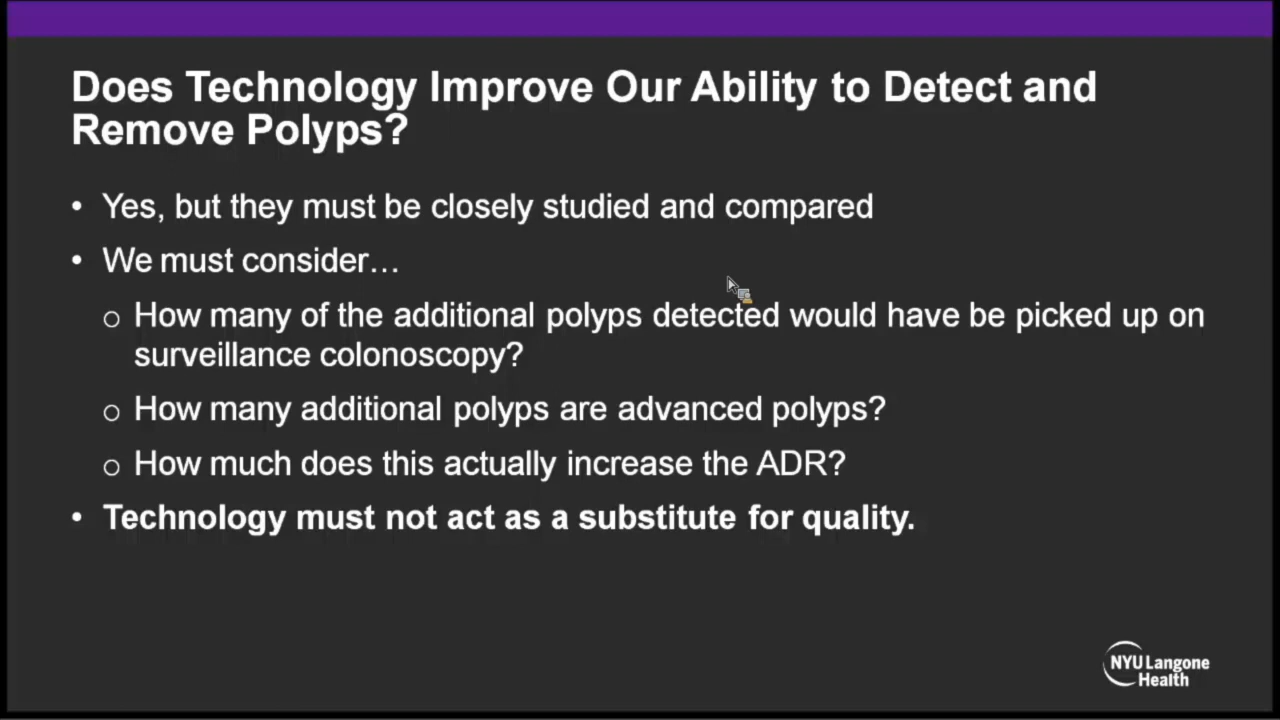 Does Technology Improve Our Ability to Detect and
Remove Polyps?
• Yes, but they must be closely studied and compared
• We must consider…
o How many of the additional polyps detected would have be picked up on
surveillance colonoscopy?
o How many additional polyps are advanced polyps?
o How much does this actually increase the ADR?
• Technology must not act as a substitute for quality.
NYU Langone
Health